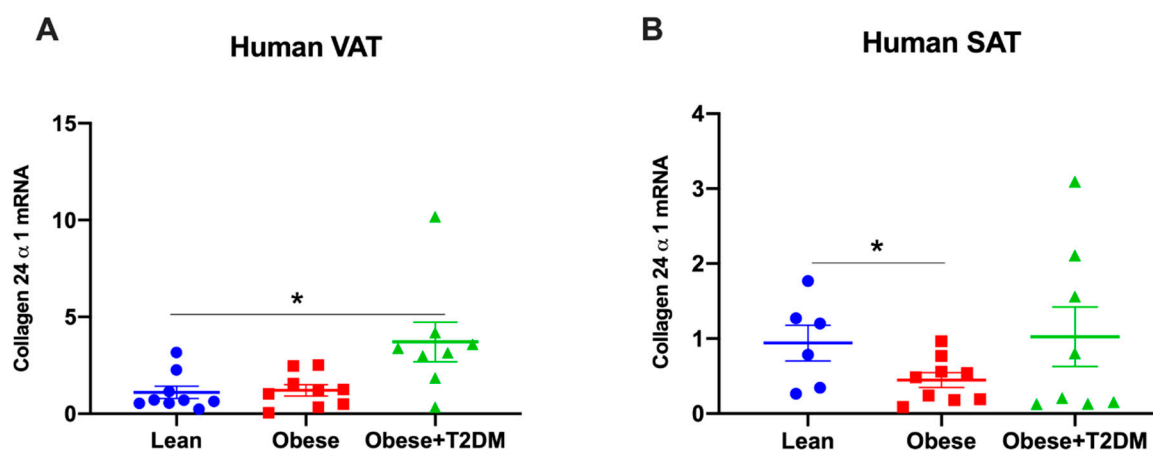 A
Human VAT
Collagen 24 α 1 mRNA
15
10
5
0
*
Lean
Obese
Obese+T2DM
B
Human SAT
Collagen 24 α 1 mRNA
4
3
2
1
0
*
Lean
Obese
Obese+T2DM